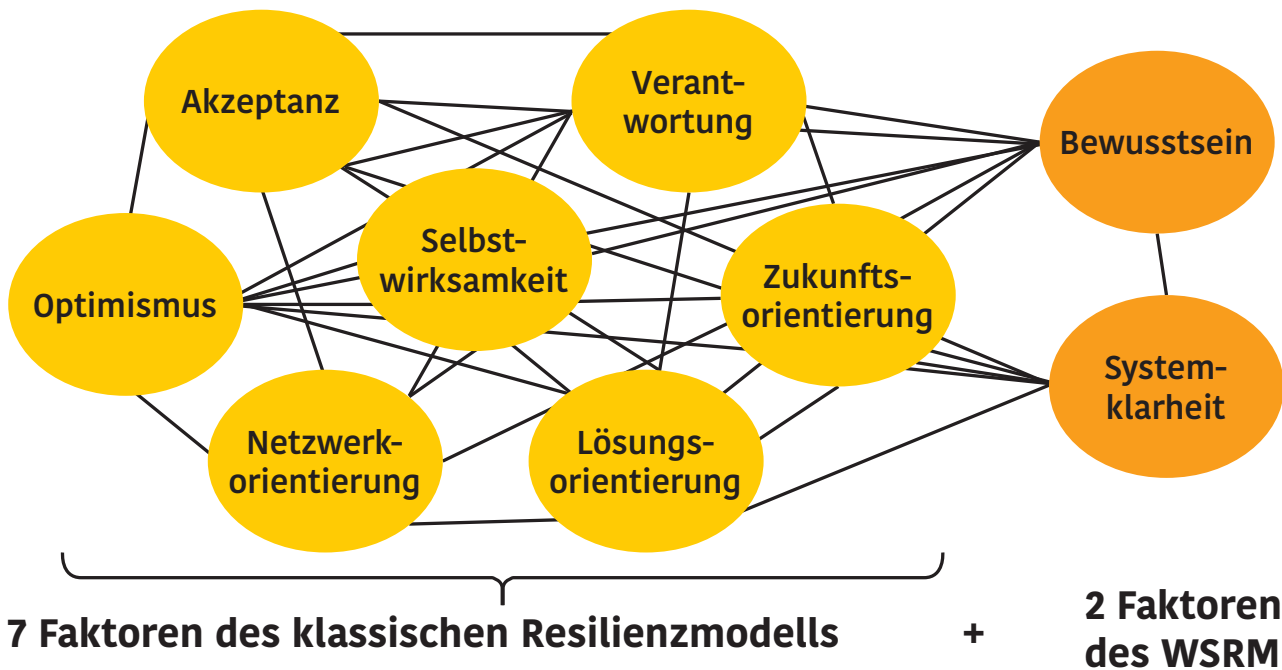 Akzeptanz
Verant-
wortung
Bewusstsein
Selbst-
wirksamkeit
Optimismus
Zukunfts-
orientierung
System-
klarheit
Netzwerk-
orientierung
Lösungs-
orientierung
7 Faktoren des klassischen Resilienzmodells
+
2 Faktoren
des WSRM